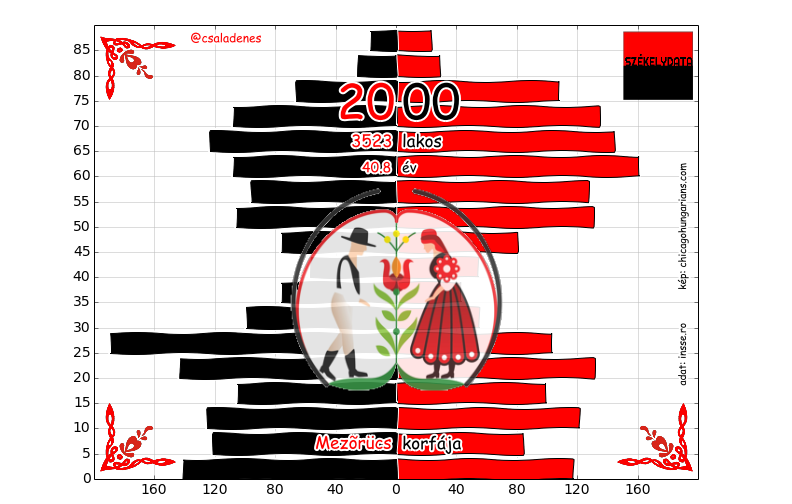 @csaladenes
SZÉKELYDATA
2000
3523 lakos
40.8 év
kép: chicagohungarians.com
adat: insse.ro
Mezőrücs korfája
85
80
75
70
65
60
55
50
45
40
35
30
25
20
15
10
5
0
160 120 80 40 0 40 80 120 160